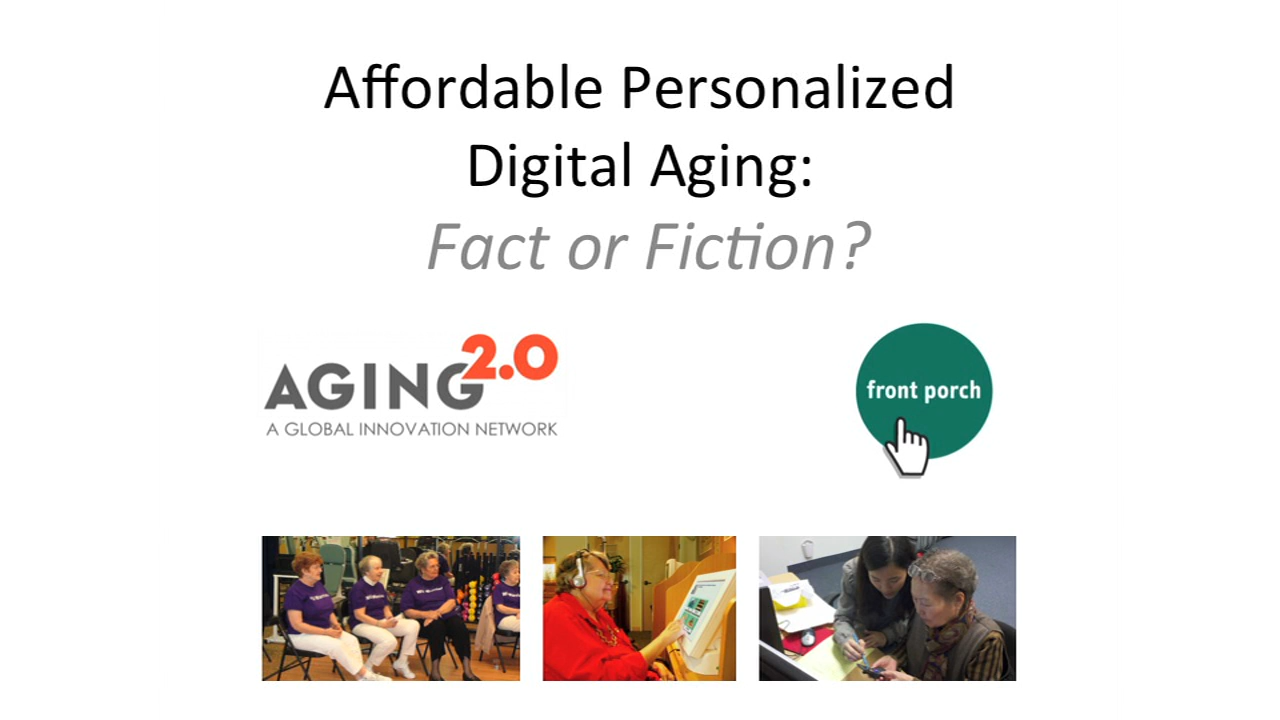 Affordable Personalized
Digital Aging:
Fact or Fiction?
AGING2.0
A GLOBAL INNOVATION NETWORK
front porch